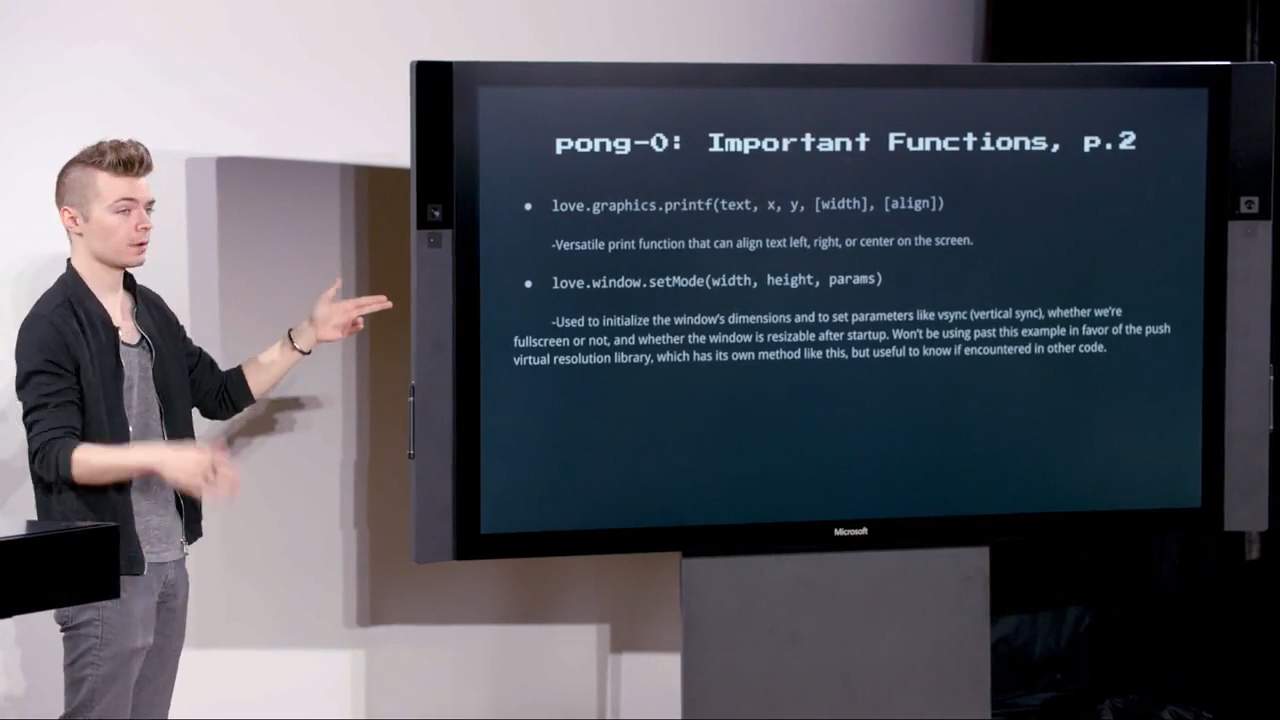 pong-0: Important Functions, p.2
● love.graphics.printf(text, x, y, [width], [align])
-Versatile print function that can align text left, right, or center on the screen.
● love.window.setMode(width, height, params)
-Used to initialize the window's dimensions and to set parameters like vsync (vertical sync), whether we're
fullscreen or not, and whether the window is resizable after startup. Won't be using past this example in favor of the push
virtual resolution library, which has its own method like this, but useful to know if encountered in other code.
Microsoft